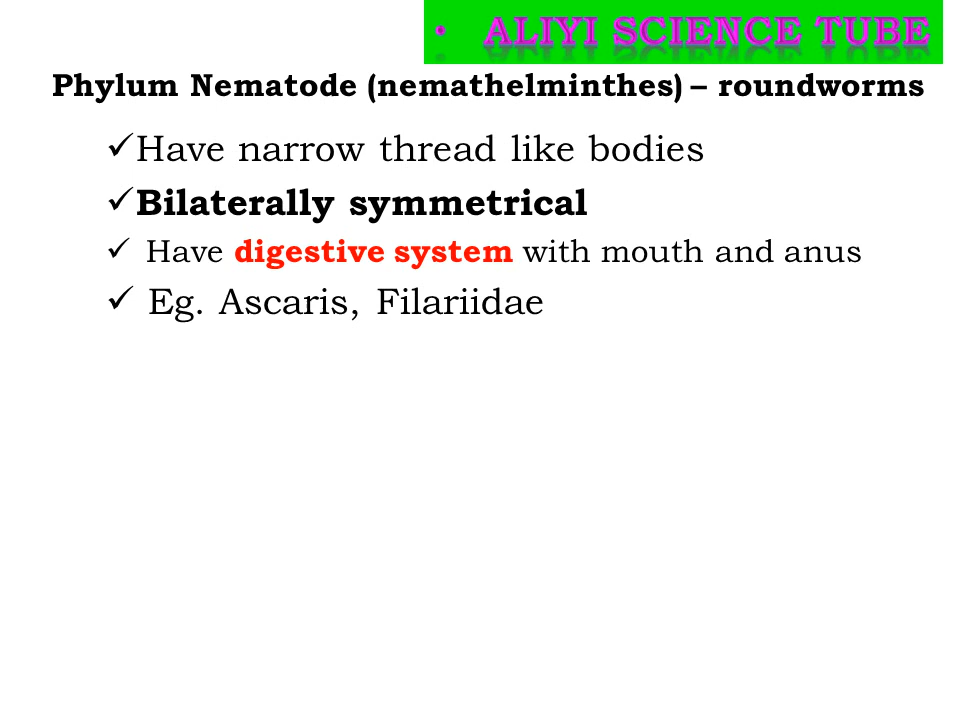 • ALIYI SCIENCE TUBE
Phylum Nematode (nemathelminthes) – roundworms
✓Have narrow thread like bodies
✓Bilaterally symmetrical
✓ Have digestive system with mouth and anus
✓ Eg. Ascaris, Filariidae